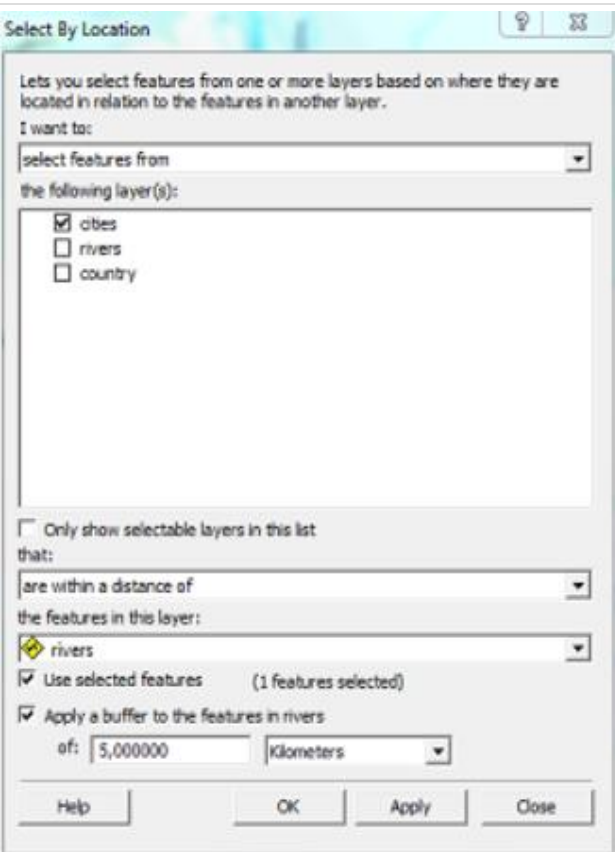 Select By Location
Lets you select features from one or more layers based on where they are
located in relation to the features in another layer.
I want to:
select features from
the following layer(s):
cities
rivers
country
Only show selectable layers in this list
that:
are within a distance of
the features in this layer:
rivers
Use selected features (1 features selected)
Apply a buffer to the features in rivers
of: 5,000000 Kilometers
Help OK Apply Close